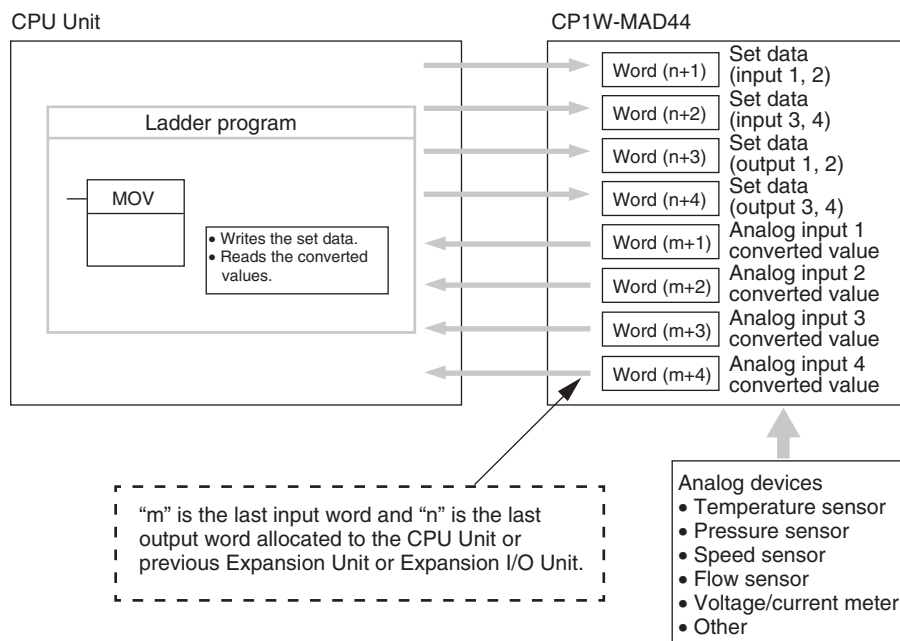 CPU Unit
CP1W-MAD44
Ladder program
MOV
• Writes the set data.
• Reads the converted
values.
Word (n+1)
Set data
(input 1, 2)
Word (n+2)
Set data
(input 3, 4)
Word (n+3)
Set data
(output 1, 2)
Word (n+4)
Set data
(output 3, 4)
Word (m+1)
Analog input 1
converted value
Word (m+2)
Analog input 2
converted value
Word (m+3)
Analog input 3
converted value
Word (m+4)
Analog input 4
converted value
“m” is the last input word and “n” is the last
output word allocated to the CPU Unit or
previous Expansion Unit or Expansion I/O Unit.
Analog devices
• Temperature sensor
• Pressure sensor
• Speed sensor
• Flow sensor
• Voltage/current meter
• Other